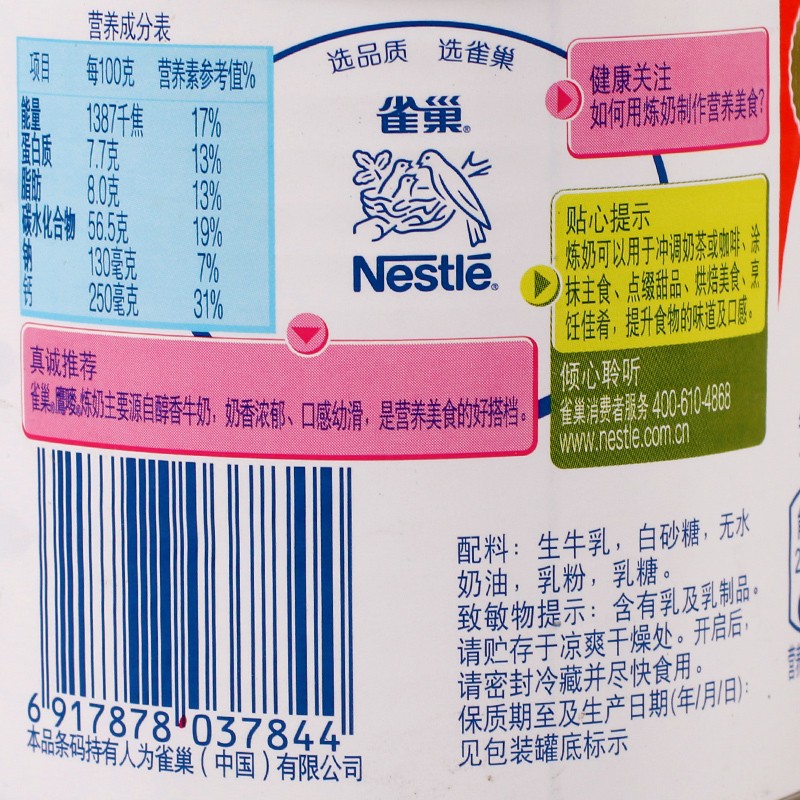 营养成分表
项目 每100克 营养素参考值%
能量 1387千焦 17%
蛋白质 7.7克 13%
脂肪 8.0克 13%
碳水化合物 56.5克 19%
钠 130毫克 7%
钙 250毫克 31%
选品质 选雀巢
雀巢®
Nestlé®
健康关注
如何用炼奶制作营养美食?
贴心提示
炼奶可以用于冲调奶茶或咖啡、涂
抹主食、点缀甜品、烘焙美食、烹
饪佳肴，提升食物的味道及口感。
倾心聆听
雀巢消费者服务 400-610-4868
www.nestle.com.cn
真诚推荐
雀巢®鹰唛®炼奶主要源自醇香牛奶，奶香浓郁、口感幼滑，是营养美食的好搭档。
6 917878 037844
本品条码持有人为雀巢（中国）有限公司
配料：生牛乳，白砂糖，无水
奶油，乳粉，乳糖。
致敏物提示：含有乳及乳制品。
请贮存于凉爽干燥处。开启后，
请密封冷藏并尽快食用。
保质期至及生产日期(年/月/日)：
见包装罐底标示